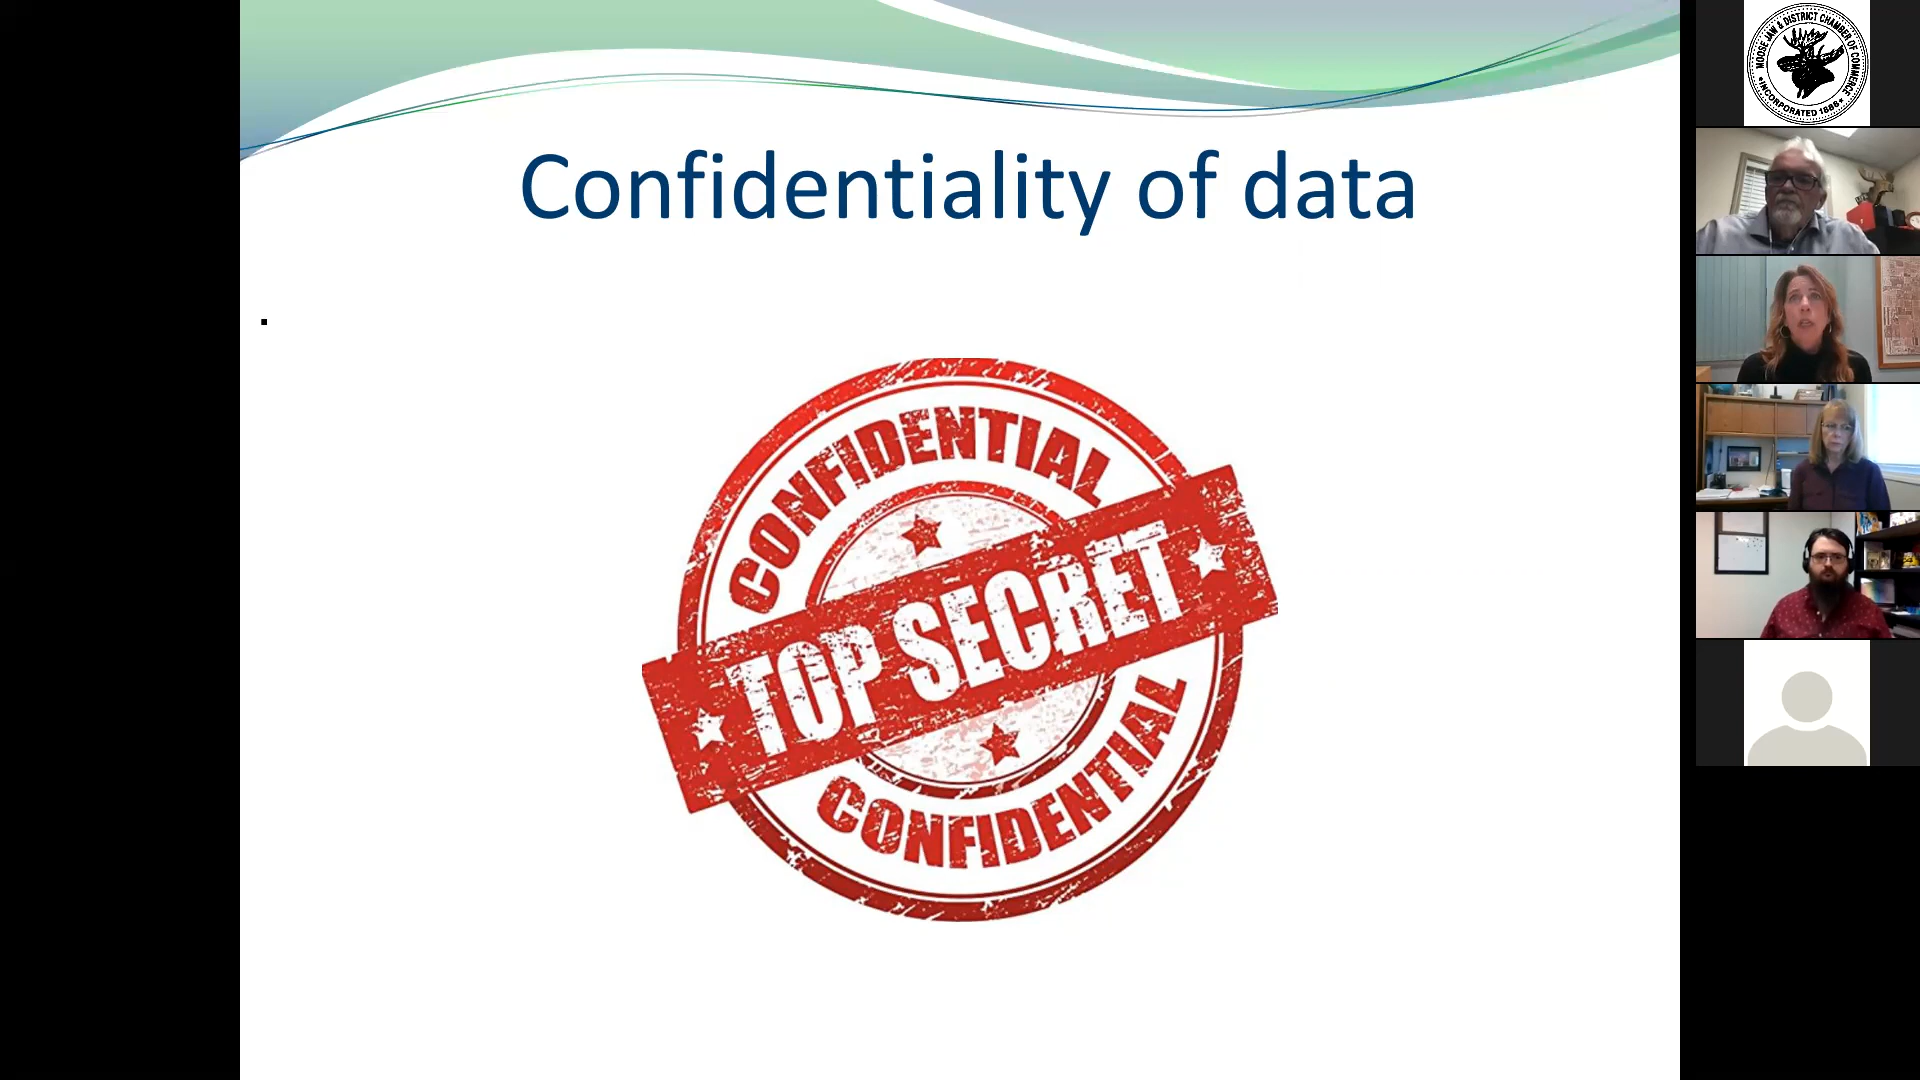 Confidentiality of data
.
CONFIDENTIAL
TOP SECRET
CONFIDENTIAL
MOOSE JAW & DISTRICT CHAMBER OF COMMERCE
• INCORPORATED 1888 •